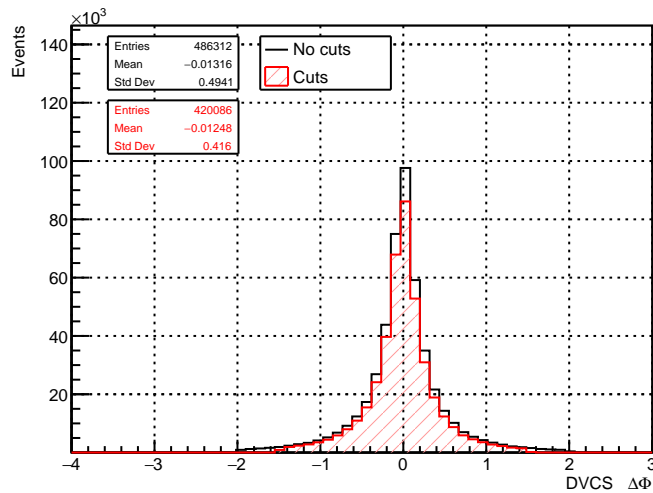 ×10³
Events
140
120
100
80
60
40
20
Entries 486312
Mean −0.01316
Std Dev 0.4941
Entries 420086
Mean −0.01248
Std Dev 0.416
No cuts
Cuts
−4 −3 −2 −1 0 1 2 3
DVCS ΔΦ